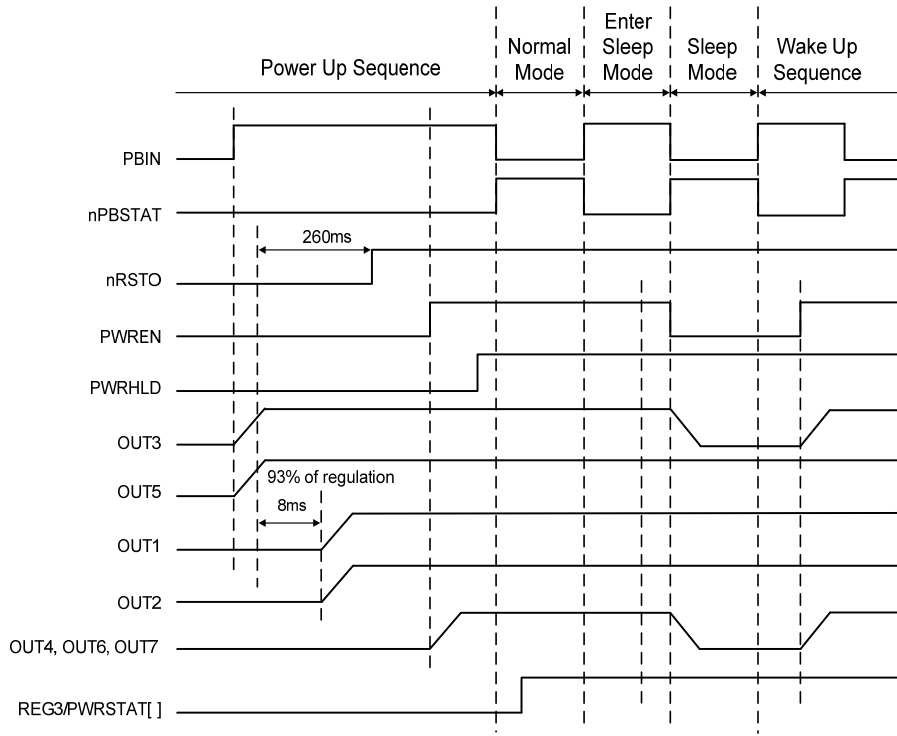 Power Up Sequence
Normal
Mode
Enter
Sleep
Mode
Sleep
Mode
Wake Up
Sequence
PBIN
nPBSTAT
260ms
nRSTO
PWREN
PWRHLD
OUT3
93% of regulation
OUT5
8ms
OUT1
OUT2
OUT4, OUT6, OUT7
REG3/PWRSTAT[ ]